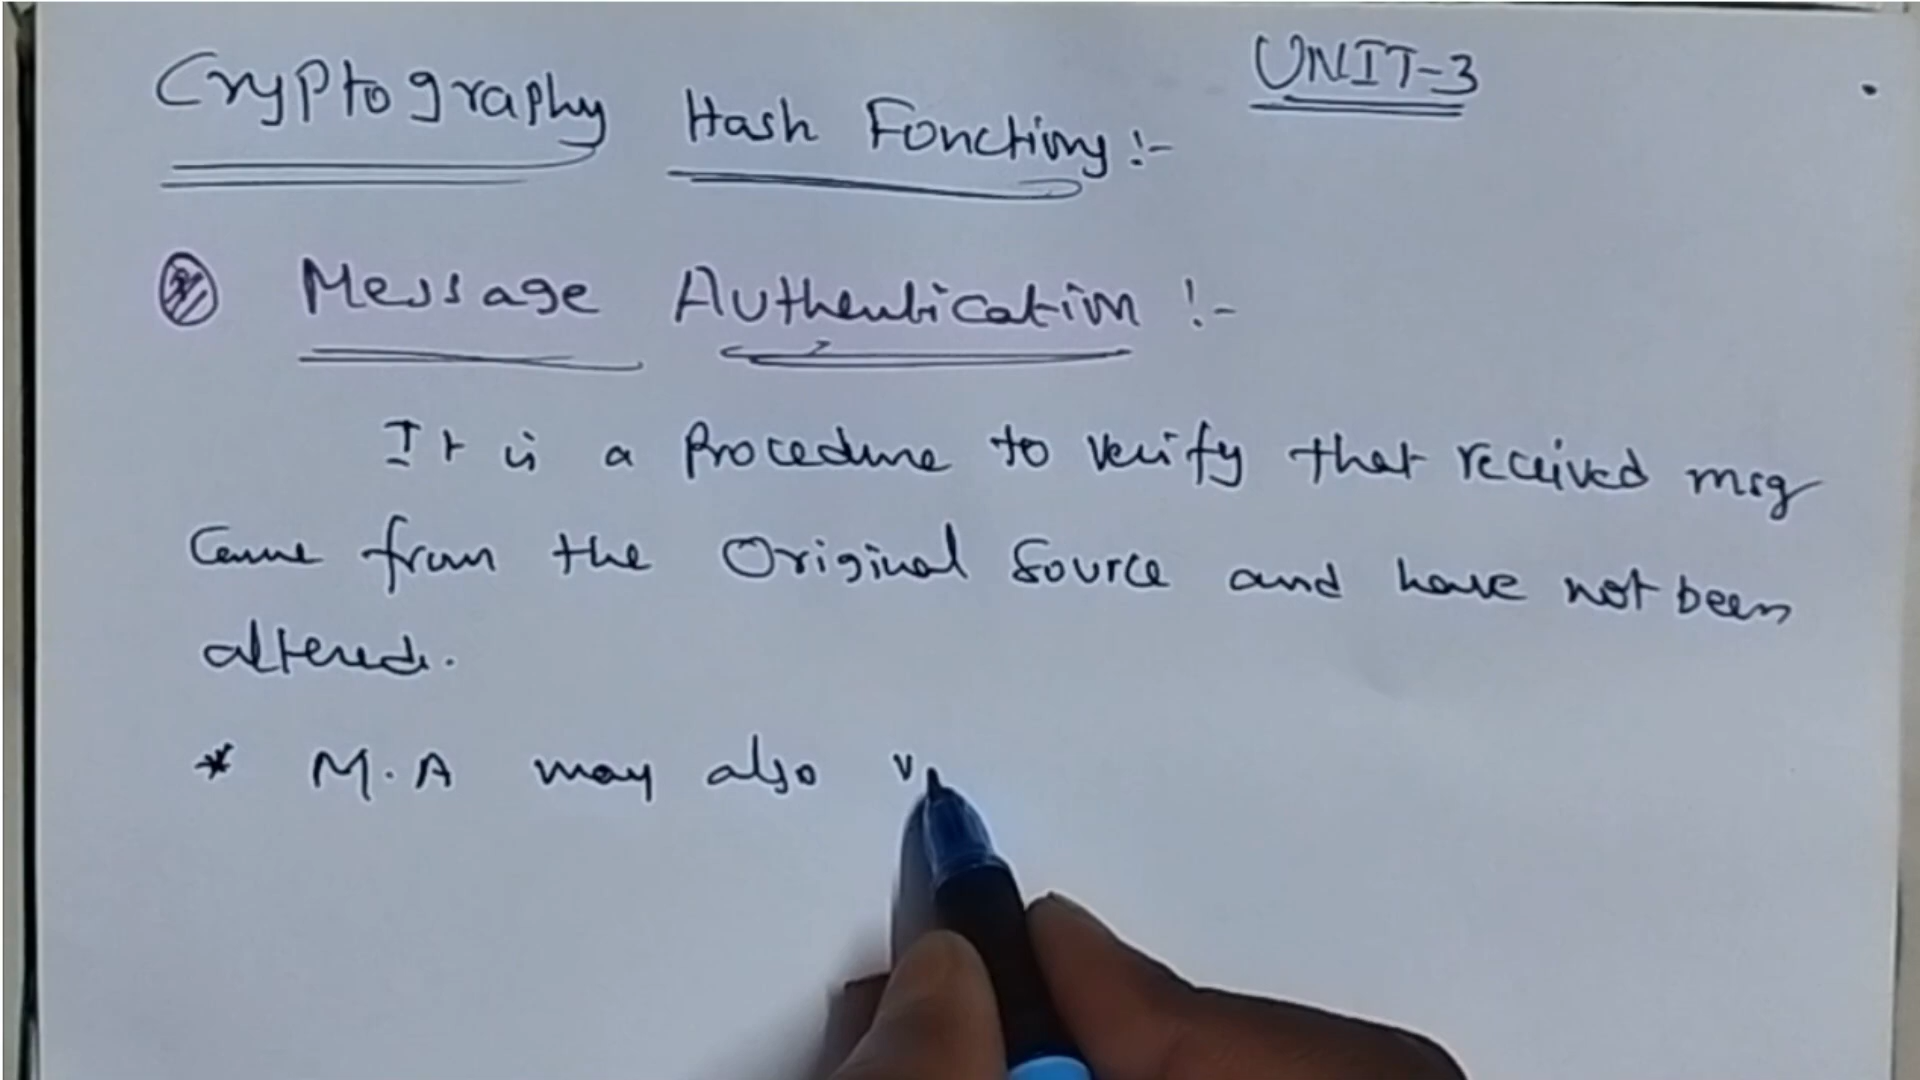 UNIT-3
Cryptography Hash Functions:-
Message Authentication :-
It is a Procedure to verify that received msg
Came from the Original Source and have not been
altered.
* M.A may also v